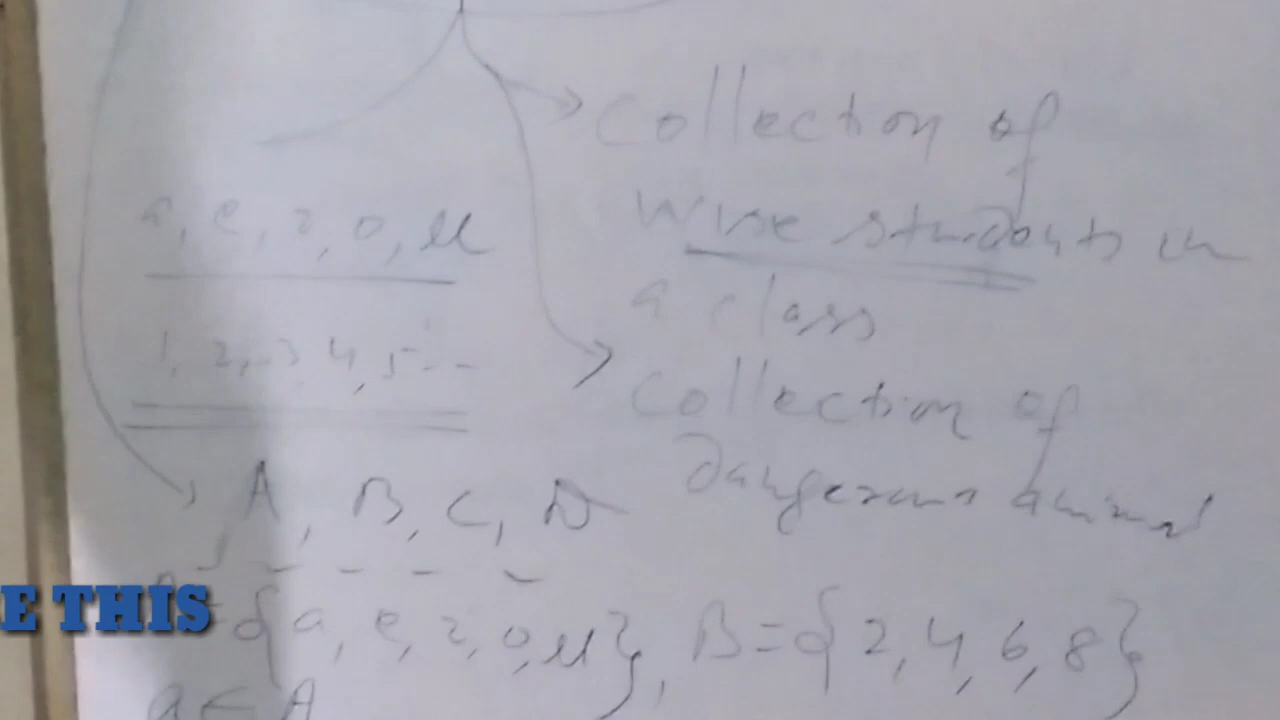 Collection of
wise students in
a class
a, e, i, o, u
1, 2, 3, 4, 5 - -
Collection of
dangerous animal
A, B, C, D
- - - -
E THIS
A = {a, e, i, o, u}, B = {2, 4, 6, 8}
a ∈ A